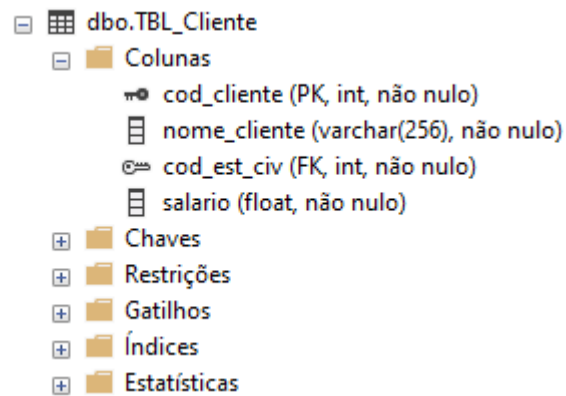 dbo.TBL_Cliente
Colunas
cod_cliente (PK, int, não nulo)
nome_cliente (varchar(256), não nulo)
cod_est_civ (FK, int, não nulo)
salario (float, não nulo)
Chaves
Restrições
Gatilhos
Índices
Estatísticas